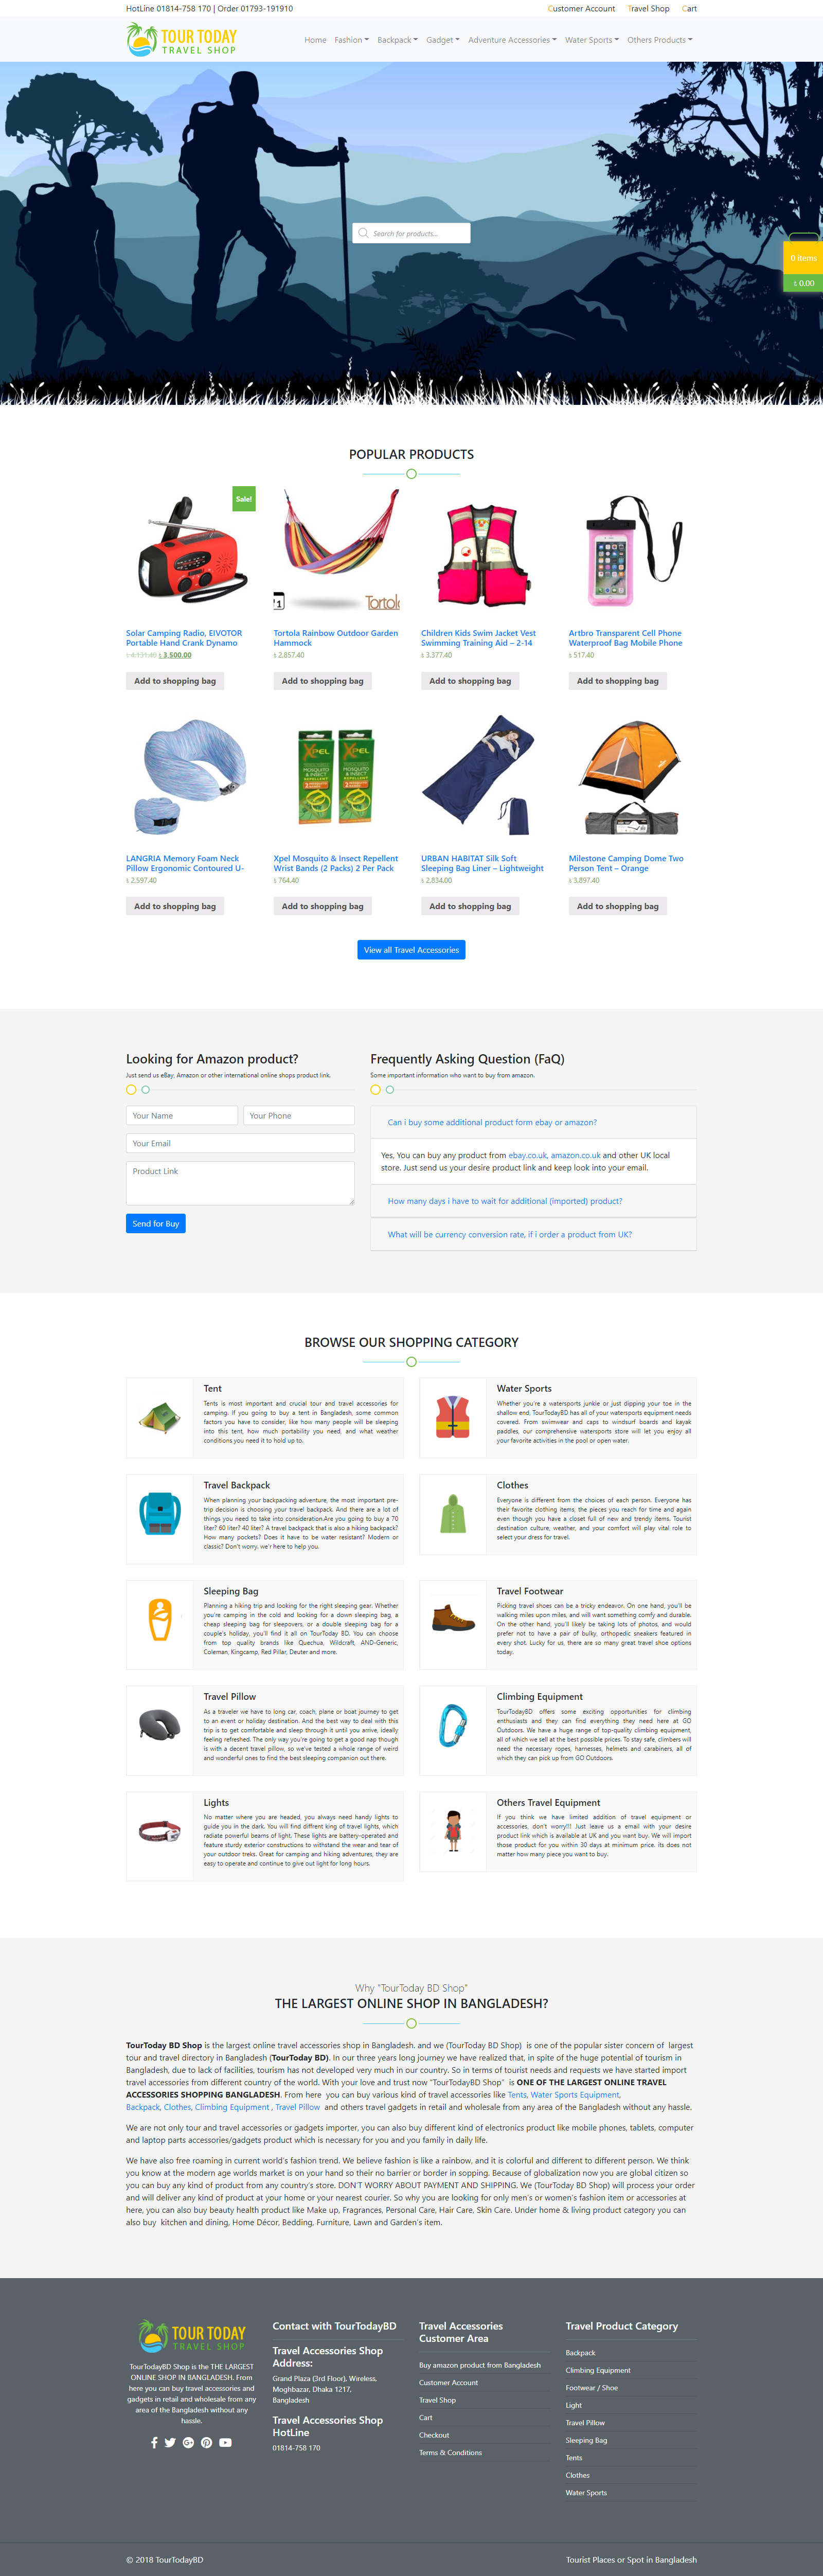 HotLine 01814-758 170 | Order 01793-191910
Customer Account Travel Shop Cart
TOUR TODAY
TRAVEL SHOP
Home Fashion Backpack Gadget Adventure Accessories Water Sports Others Products
Search for products...
0 items
৳ 0.00
POPULAR PRODUCTS
Sale!
Solar Camping Radio, EIVOTOR
Portable Hand Crank Dynamo
৳ 4,131.40 ৳ 3,500.00
Add to shopping bag
1
Tortola
Tortola Rainbow Outdoor Garden
Hammock
৳ 2,857.40
Add to shopping bag
Children Kids Swim Jacket Vest
Swimming Training Aid – 2-14
৳ 3,377.40
Add to shopping bag
Artbro Transparent Cell Phone
Waterproof Bag Mobile Phone
৳ 517.40
Add to shopping bag
LANGRIA Memory Foam Neck
Pillow Ergonomic Contoured U-
৳ 2,597.40
Add to shopping bag
XPEL
MOSQUITO
& INSECT
REPELLENT
XPEL
MOSQUITO
& INSECT
REPELLENT
Xpel Mosquito & Insect Repellent
Wrist Bands (2 Packs) 2 Per Pack
৳ 764.40
Add to shopping bag
URBAN HABITAT Silk Soft
Sleeping Bag Liner – Lightweight
৳ 2,834.00
Add to shopping bag
Milestone Camping Dome Two
Person Tent – Orange
৳ 3,897.40
Add to shopping bag
View all Travel Accessories
Looking for Amazon product?
Just send us eBay, Amazon or other international online shops product link.
Your Name
Your Phone
Your Email
Product Link
Send for Buy
Frequently Asking Question (FaQ)
Some important information who want to buy from amazon.
Can i buy some additional product form ebay or amazon?
Yes, You can buy any product from ebay.co.uk, amazon.co.uk and other UK local
store. Just send us your desire product link and keep look into your email.
How many days i have to wait for additional (imported) product?
What will be currency conversion rate, if i order a product from UK?
BROWSE OUR SHOPPING CATEGORY
Tent
Tents is most important and crucial tour and travel accessories for
camping. If you going to buy a tent in Bangladesh, some common
factors you have to consider, like how many people will be sleeping
into this tent, how much portability you need, and what weather
conditions you need it to hold up to.
Water Sports
Whether you're a watersports junkie or just dipping your toe in the
shallow end, TourTodayBD has all of your watersports equipment needs
covered. From swimwear and caps to windsurf boards and kayak
paddles, our comprehensive watersports store will let you enjoy all
your favorite activities in the pool or open water.
Travel Backpack
When planning your backpacking adventure, the most important pre-
trip decision is choosing your travel backpack. And there are a lot of
things you need to take into consideration.Are you going to buy a 70
liter? 60 liter? 40 liter? A travel backpack that is also a hiking backpack?
How many pockets? Does it have to be water resistant? Modern or
classic? Don't worry. we'r here to help you.
Clothes
Everyone is different from the choices of each person. Everyone has
their favorite clothing items, the pieces you reach for time and again
even though you have a closet full of new and trendy items. Tourist
destination culture, weather, and your comfort will play vital role to
select your dress for travel.
Sleeping Bag
Planning a hiking trip and looking for the right sleeping gear. Whether
you're camping in the cold and looking for a down sleeping bag, a
cheap sleeping bag for sleepovers, or a double sleeping bag for a
couple's holiday, you'll find it all on TourToday BD. You can choose
from top quality brands like Quechua, Wildcraft, AND-Generic,
Coleman, Kingcamp, Red Pillar, Deuter and more.
Travel Footwear
Picking travel shoes can be a tricky endeavor. On one hand, you'll be
walking miles upon miles, and will want something comfy and durable.
On the other hand, you'll likely be taking lots of photos, and would
prefer not to have a pair of bulky, orthopedic sneakers featured in
every shot. Lucky for us, there are so many great travel shoe options
today.
Travel Pillow
As a traveler we have to long car, coach, plane or boat journey to get
to an event or holiday destination. And the best way to deal with this
trip is to get comfortable and sleep through it until you arrive, ideally
feeling refreshed. The only way you're going to get a good nap though
is with a decent travel pillow, so we've tested a whole range of weird
and wonderful ones to find the best sleeping companion out there.
Climbing Equipment
TourTodayBD offers some exciting opportunities for climbing
enthusiasts and they can find everything they need here at GO
Outdoors. We have a huge range of top-quality climbing equipment,
all of which we sell at the best possible prices. To stay safe, climbers will
need the necessary ropes, harnesses, helmets and carabiners, all of
which they can pick up from GO Outdoors.
Lights
No matter where you are headed, you always need handy lights to
guide you in the dark. You will find diffrent king of travel lights, which
radiate powerful beams of light. These lights are battery-operated and
feature sturdy exterior constructions to withstand the wear and tear of
your outdoor treks. Great for camping and hiking adventures, they are
easy to operate and continue to give out light for long hours.
Others Travel Equipment
If you think we have limited addition of travel equipment or
accessories, don't worry!!! Just leave us a email with your desire
product link which is available at UK and you want buy. We will import
those product for you within 30 days at minimum price. its does not
matter how many piece you want to buy.
Why "TourToday BD Shop"
THE LARGEST ONLINE SHOP IN BANGLADESH?
TourToday BD Shop is the largest online travel accessories shop in Bangladesh. and we (TourToday BD Shop) is one of the popular sister concern of largest
tour and travel directory in Bangladesh (TourToday BD). In our three years long journey we have realized that, in spite of the huge potential of tourism in
Bangladesh, due to lack of facilities, tourism has not developed very much in our country. So in terms of tourist needs and requests we have started import
travel accessories from different country of the world. With your love and trust now "TourTodayBD Shop" is ONE OF THE LARGEST ONLINE TRAVEL
ACCESSORIES SHOPPING BANGLADESH. From here you can buy various kind of travel accessories like Tents, Water Sports Equipment,
Backpack, Clothes, Climbing Equipment , Travel Pillow and others travel gadgets in retail and wholesale from any area of the Bangladesh without any hassle.
We are not only tour and travel accessories or gadgets importer, you can also buy different kind of electronics product like mobile phones, tablets, computer
and laptop parts accessories/gadgets product which is necessary for you and you family in daily life.
We have also free roaming in current world's fashion trend. We believe fashion is like a rainbow, and it is colorful and different to different person. We think
you know at the modern age worlds market is on your hand so their no barrier or border in sopping. Because of globalization now you are global citizen so
you can buy any kind of product from any country's store. DON'T WORRY ABOUT PAYMENT AND SHIPPING. We (TourToday BD Shop) will process your order
and will deliver any kind of product at your home or your nearest courier. So why you are looking for only men's or women's fashion item or accessories at
here, you can also buy beauty health product like Make up, Fragrances, Personal Care, Hair Care, Skin Care. Under home & living product category you can
also buy kitchen and dining, Home Décor, Bedding, Furniture, Lawn and Garden's item.
TOUR TODAY
TRAVEL SHOP
TourTodayBD Shop is the THE LARGEST
ONLINE SHOP IN BANGLADESH. From
here you can buy travel accessories and
gadgets in retail and wholesale from any
area of the Bangladesh without any
hassle.
Contact with TourTodayBD
Travel Accessories Shop
Address:
Grand Plaza (3rd Floor), Wireless,
Moghbazar, Dhaka 1217,
Bangladesh
Travel Accessories Shop
HotLine
01814-758 170
Travel Accessories
Customer Area
Buy amazon product from Bangladesh
Customer Account
Travel Shop
Cart
Checkout
Terms & Conditions
Travel Product Category
Backpack
Climbing Equipment
Footwear / Shoe
Light
Travel Pillow
Sleeping Bag
Tents
Clothes
Water Sports
© 2018 TourTodayBD
Tourist Places or Spot in Bangladesh